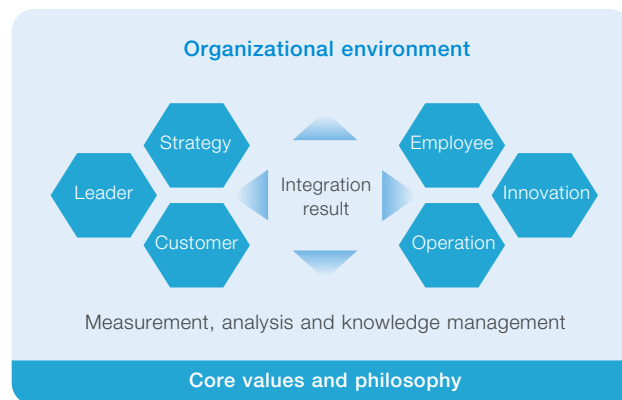 Organizational environment
Strategy
Employee
Leader
Integration
result
Innovation
Customer
Operation
Measurement, analysis and knowledge management
Core values and philosophy